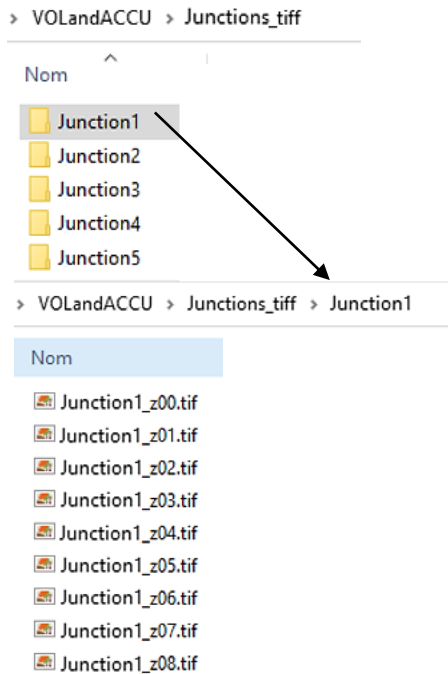 > VOLandACCU > Junctions_tiff
Nom
Junction1
Junction2
Junction3
Junction4
Junction5
> VOLandACCU > Junctions_tiff > Junction1
Nom
Junction1_z00.tif
Junction1_z01.tif
Junction1_z02.tif
Junction1_z03.tif
Junction1_z04.tif
Junction1_z05.tif
Junction1_z06.tif
Junction1_z07.tif
Junction1_z08.tif